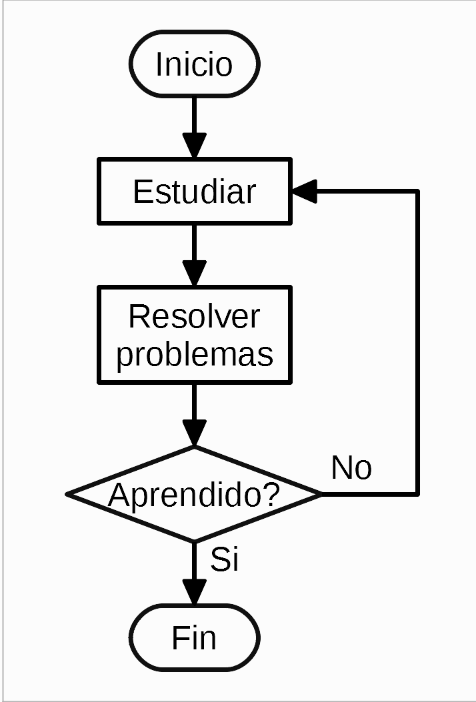 Inicio
Estudiar
Resolver
problemas
Aprendido?
No
Si
Fin